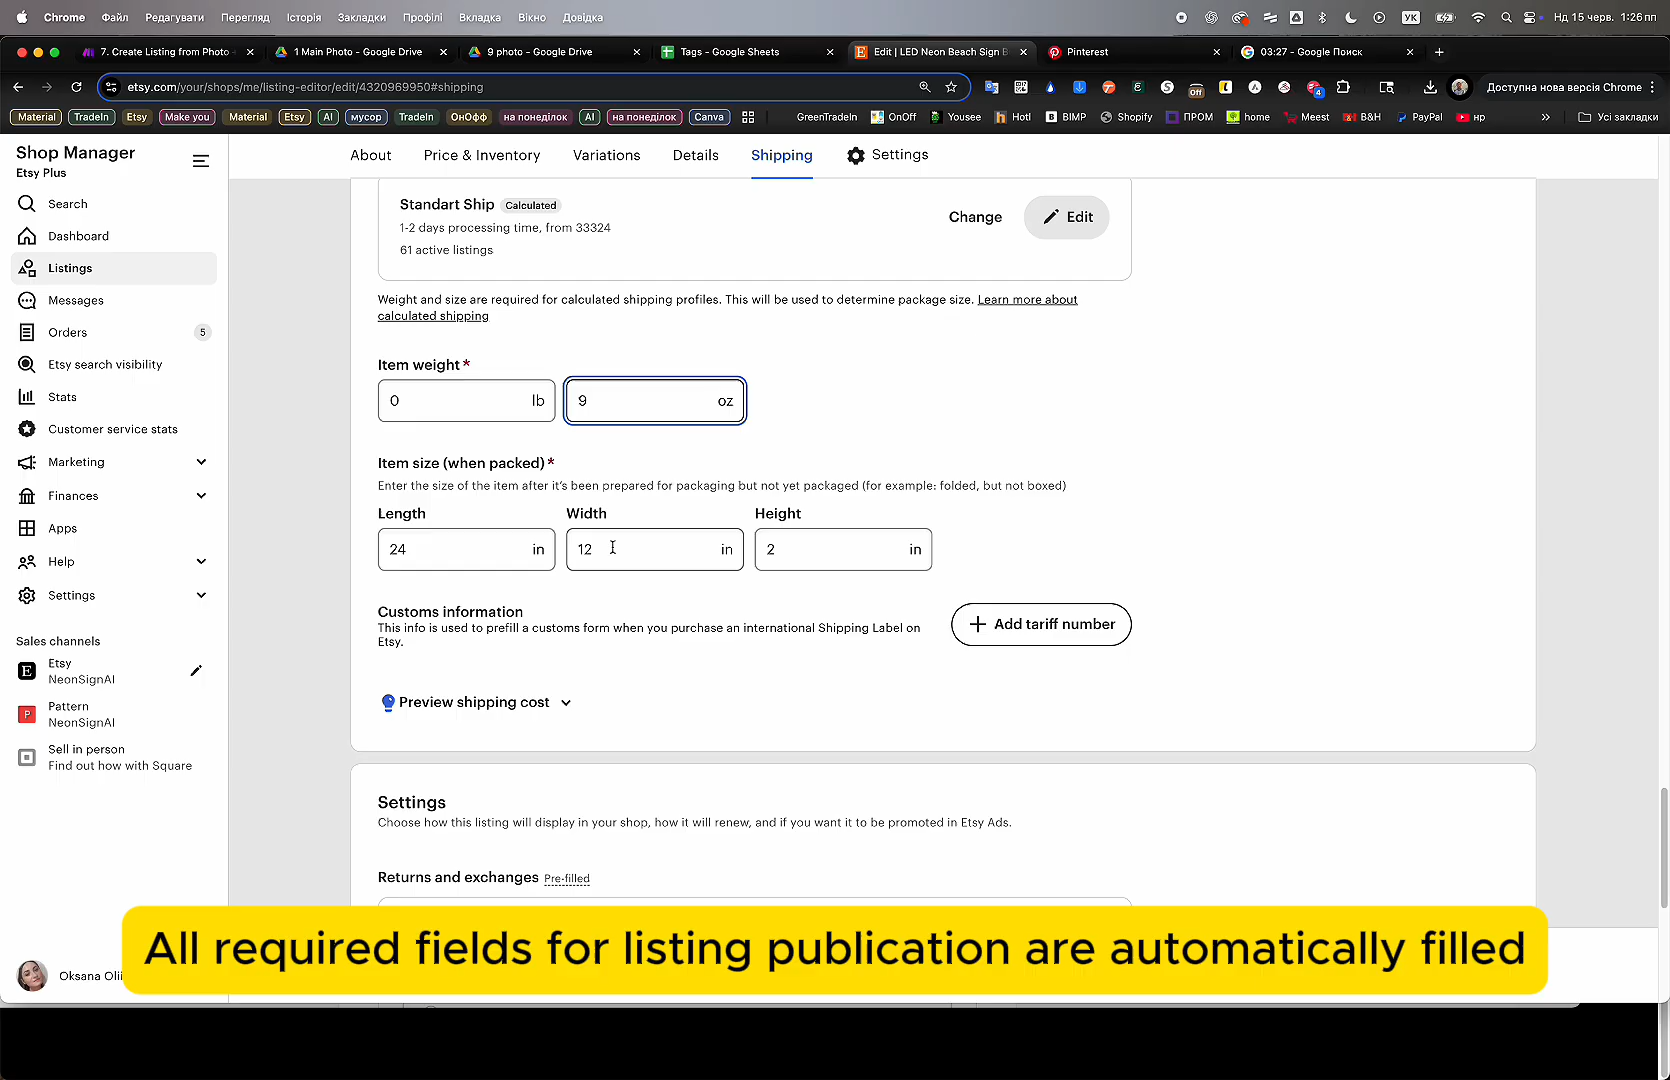 Chrome Файл Редагувати Перегляд Історія Закладки Профілі Вкладка Вікно Довідка УК Нд 15 черв. 1:26 пп
7. Create Listing from Photo 1 Main Photo - Google Drive 9 photo - Google Drive Tags - Google Sheets Edit | LED Neon Beach Sign B Pinterest 03:27 - Google Поиск
etsy.com/your/shops/me/listing-editor/edit/4320969950#shipping Off 4 Доступна нова версія Chrome
Material TradeIn Etsy Make you Material Etsy AI мусор TradeIn ОнОфф на понеділок AI на понеділок Canva GreenTradeIn OnOff Yousee Hotl BIMP Shopify ПРОМ home Meest B&H PayPal нр » Усі закладки
Shop Manager
Etsy Plus
Search
Dashboard
Listings
Messages
Orders 5
Etsy search visibility
Stats
Customer service stats
Marketing
Finances
Apps
Help
Settings
Sales channels
Etsy
NeonSignAI
Pattern
NeonSignAI
Sell in person
Find out how with Square
Oksana Olii
About Price & Inventory Variations Details Shipping Settings
Standart Ship Calculated
1-2 days processing time, from 33324
61 active listings
Change Edit
Weight and size are required for calculated shipping profiles. This will be used to determine package size. Learn more about
calculated shipping
Item weight *
0 lb 9 oz
Item size (when packed) *
Enter the size of the item after it's been prepared for packaging but not yet packaged (for example: folded, but not boxed)
Length Width Height
24 in 12 in 2 in
Customs information
This info is used to prefill a customs form when you purchase an international Shipping Label on
Etsy.
+ Add tariff number
Preview shipping cost
Settings
Choose how this listing will display in your shop, how it will renew, and if you want it to be promoted in Etsy Ads.
Returns and exchanges Pre-filled
All required fields for listing publication are automatically filled